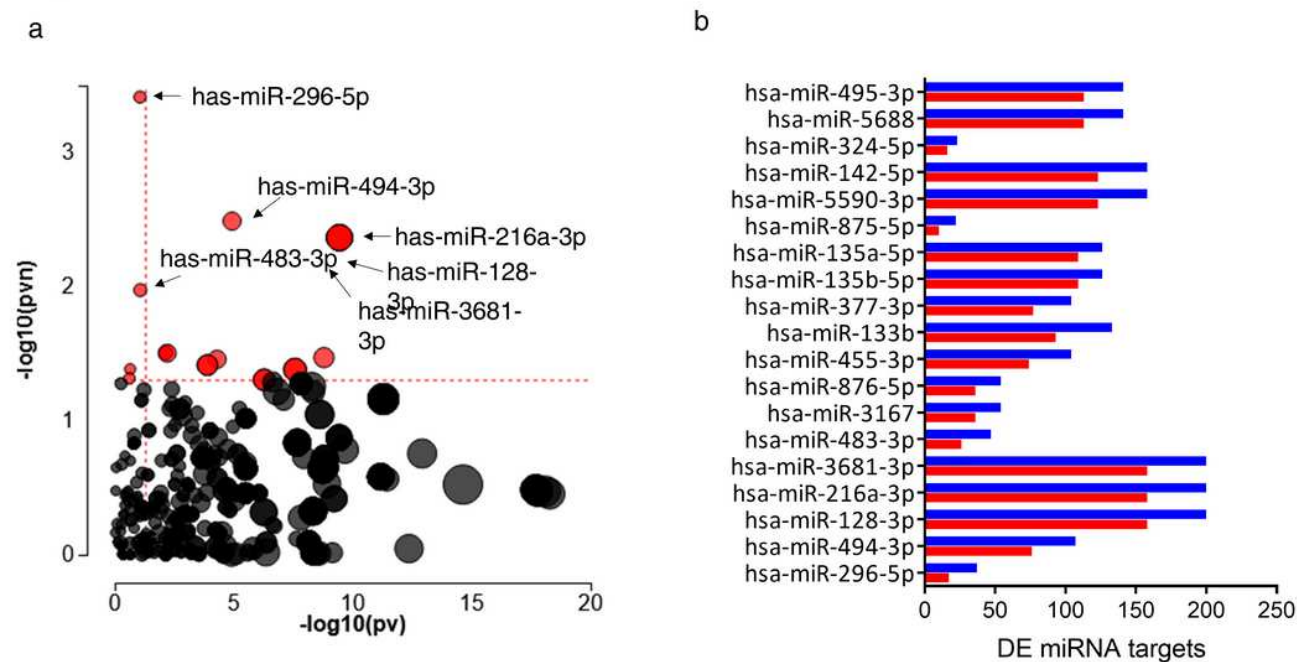 a
3
2
1
0
-log10(pvn)
has-miR-296-5p
has-miR-494-3p
has-miR-216a-3p
has-miR-483-3p
has-miR-128-
3p
has-miR-3681-
3p
0
5
10
15
20
-log10(pv)
b
hsa-miR-495-3p
hsa-miR-5688
hsa-miR-324-5p
hsa-miR-142-5p
hsa-miR-5590-3p
hsa-miR-875-5p
hsa-miR-135a-5p
hsa-miR-135b-5p
hsa-miR-377-3p
hsa-miR-133b
hsa-miR-455-3p
hsa-miR-876-5p
hsa-miR-3167
hsa-miR-483-3p
hsa-miR-3681-3p
hsa-miR-216a-3p
hsa-miR-128-3p
hsa-miR-494-3p
hsa-miR-296-5p
0
50
100
150
200
250
DE miRNA targets